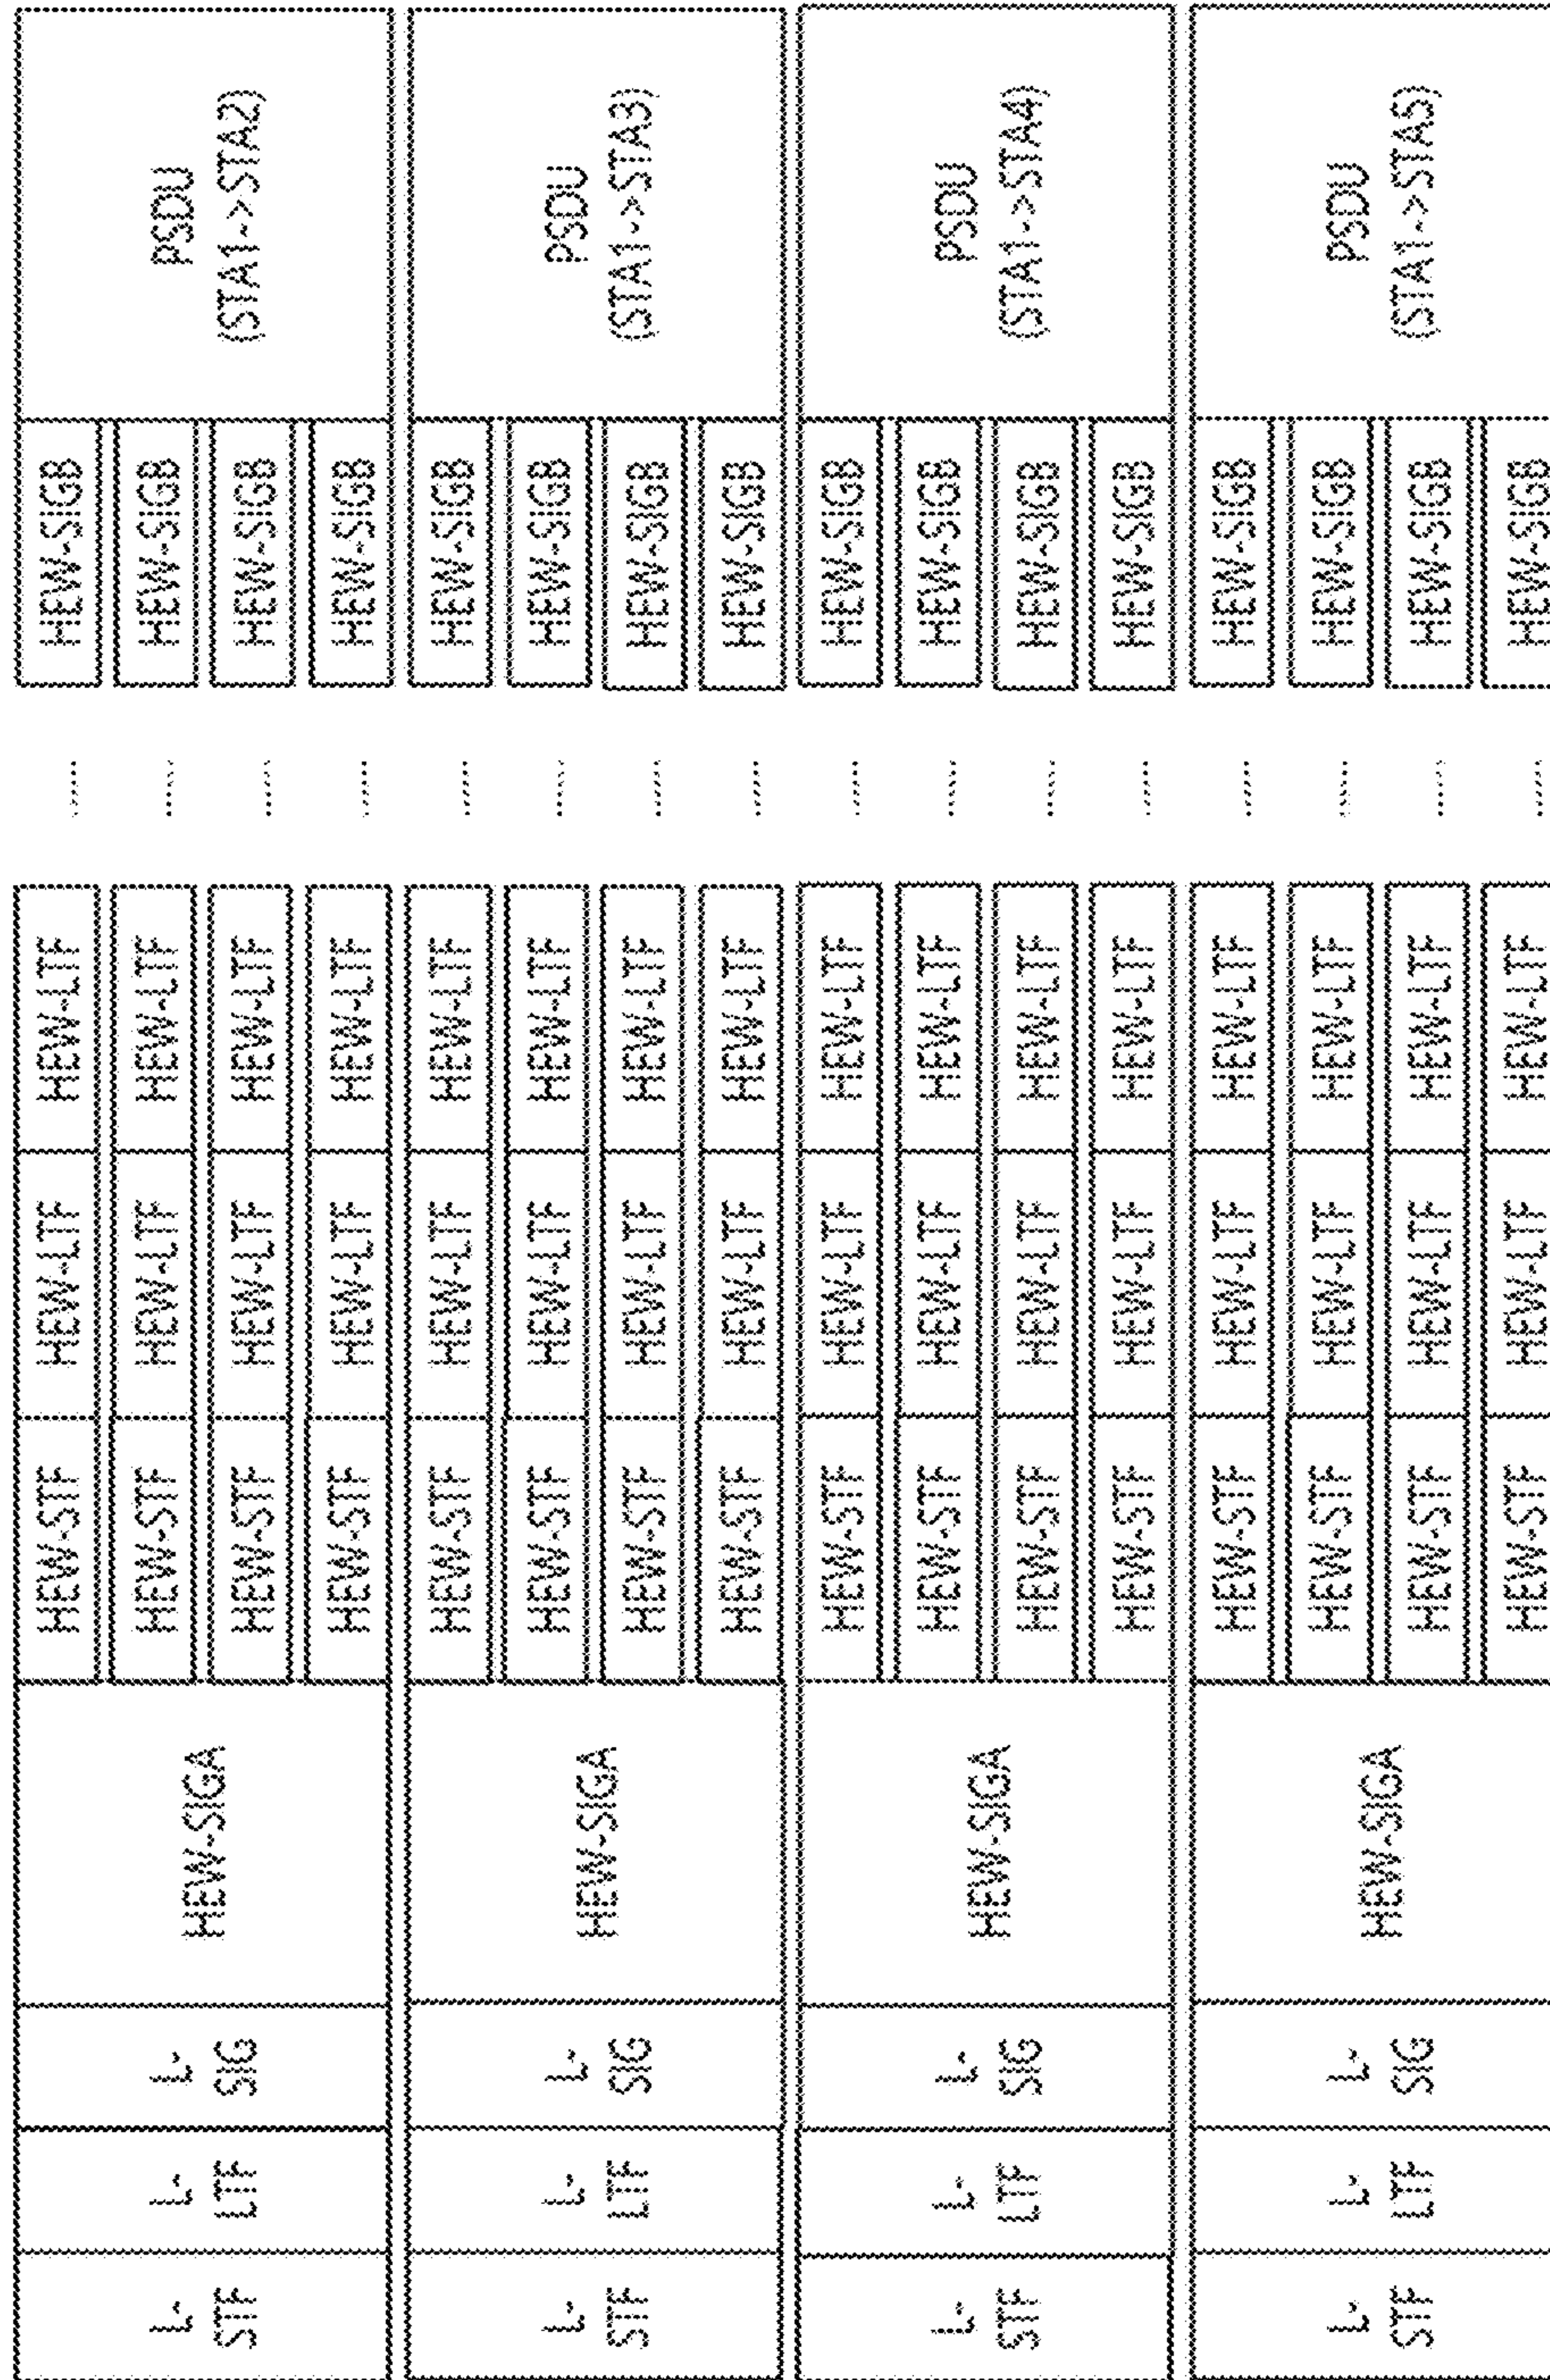 L-
STF
L-
LTF
L-
SIG
HEW-SIGA
HEW-STF HEW-LTF HEW-LTF ..... HEW-SIGB
HEW-STF HEW-LTF HEW-LTF ..... HEW-SIGB
HEW-STF HEW-LTF HEW-LTF ..... HEW-SIGB
HEW-STF HEW-LTF HEW-LTF ..... HEW-SIGB
PSDU
(STA1->STA2)
L-
STF
L-
LTF
L-
SIG
HEW-SIGA
HEW-STF HEW-LTF HEW-LTF ..... HEW-SIGB
HEW-STF HEW-LTF HEW-LTF ..... HEW-SIGB
HEW-STF HEW-LTF HEW-LTF ..... HEW-SIGB
HEW-STF HEW-LTF HEW-LTF ..... HEW-SIGB
PSDU
(STA1->STA3)
L-
STF
L-
LTF
L-
SIG
HEW-SIGA
HEW-STF HEW-LTF HEW-LTF ..... HEW-SIGB
HEW-STF HEW-LTF HEW-LTF ..... HEW-SIGB
HEW-STF HEW-LTF HEW-LTF ..... HEW-SIGB
HEW-STF HEW-LTF HEW-LTF ..... HEW-SIGB
PSDU
(STA1->STA4)
L-
STF
L-
LTF
L-
SIG
HEW-SIGA
HEW-STF HEW-LTF HEW-LTF ..... HEW-SIGB
HEW-STF HEW-LTF HEW-LTF ..... HEW-SIGB
HEW-STF HEW-LTF HEW-LTF ..... HEW-SIGB
HEW-STF HEW-LTF HEW-LTF ..... HEW-SIGB
PSDU
(STA1->STA5)